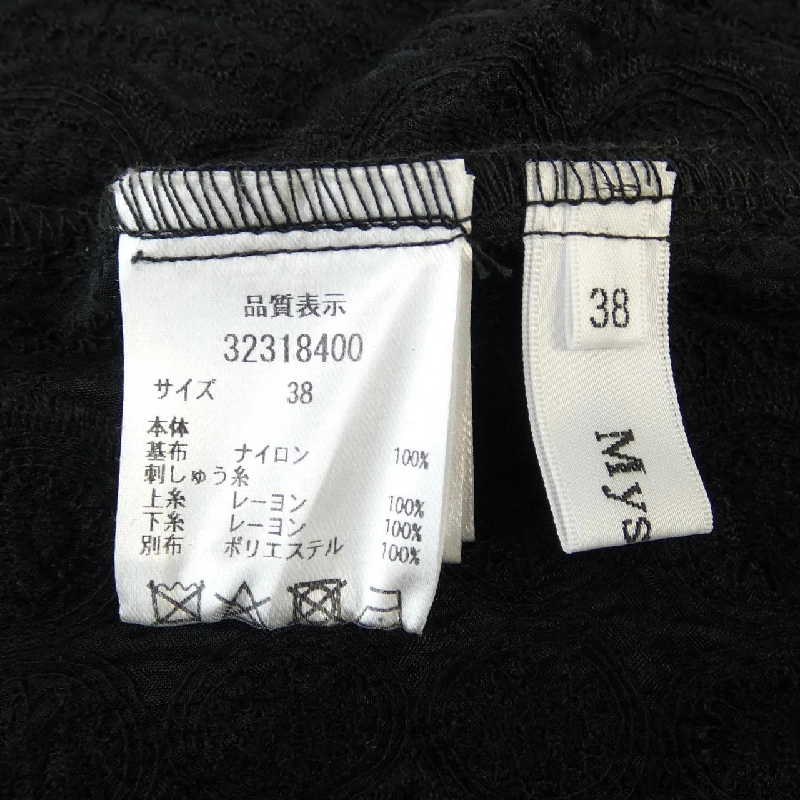 品質表示
32318400
サイズ 38
本体
基布 ナイロン 100%
刺しゅう糸
上糸 レーヨン 100%
下糸 レーヨン 100%
別布 ポリエステル 100%
38
Mys